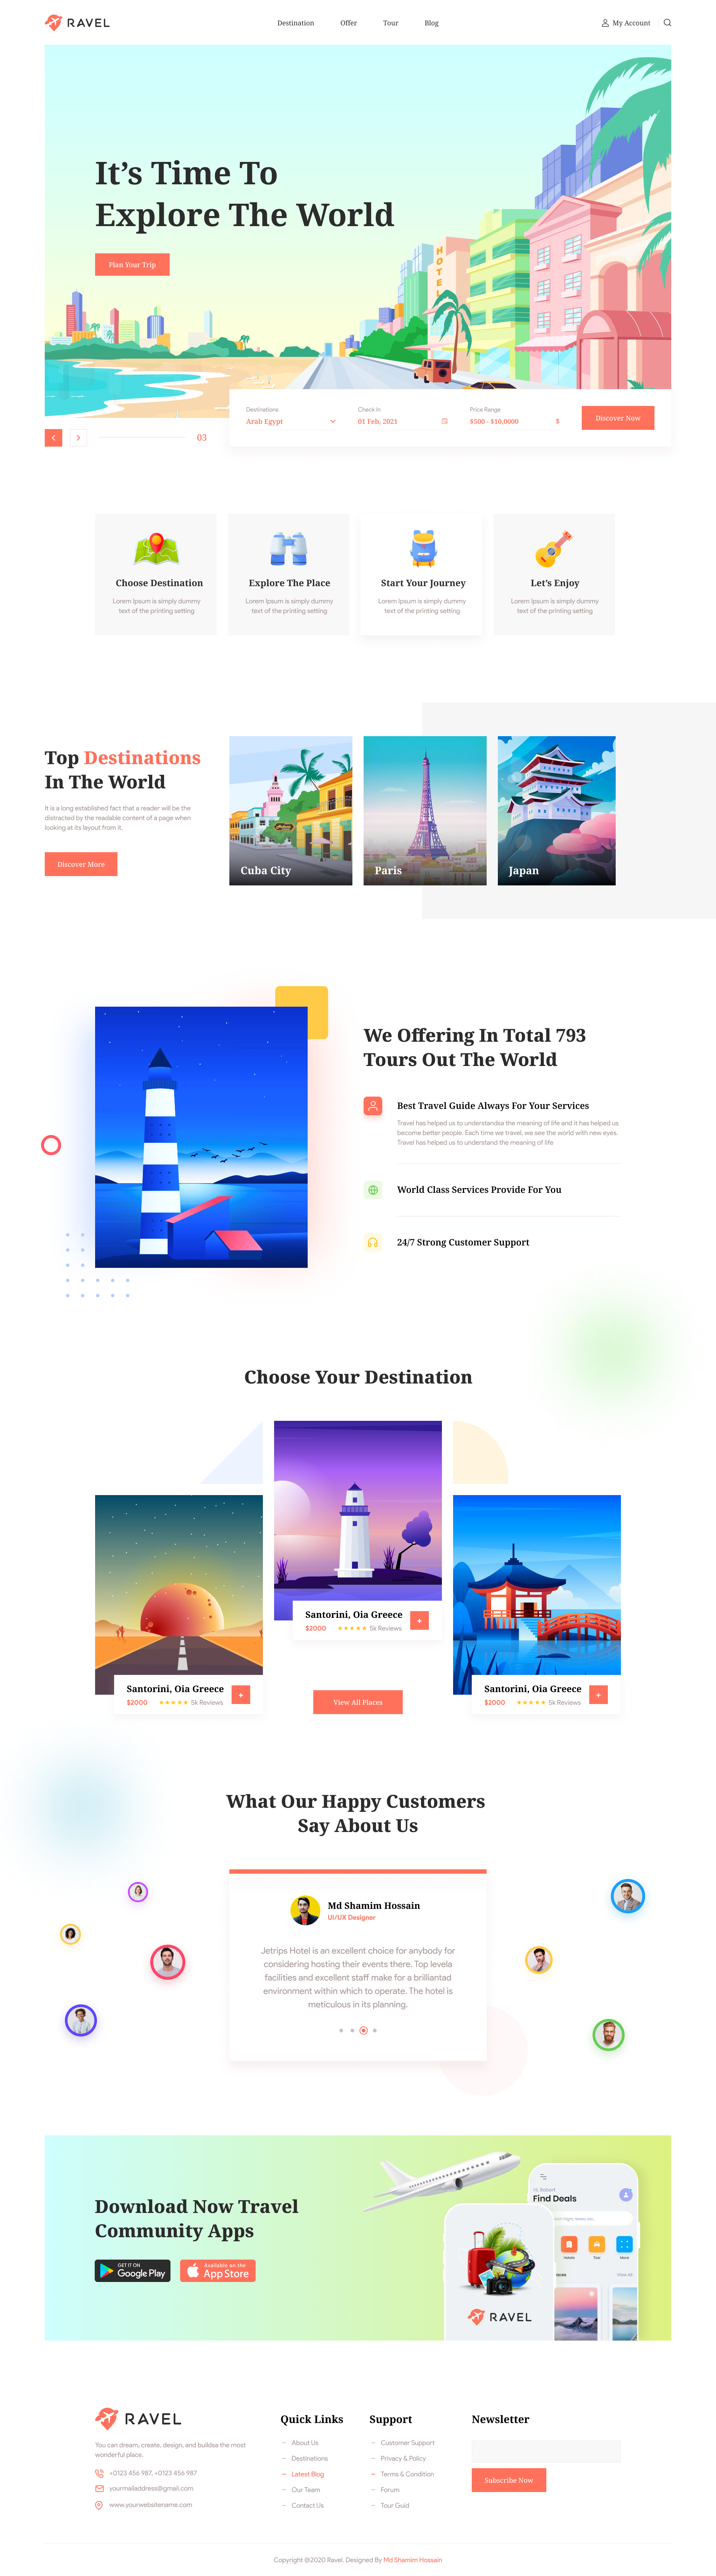 RAVEL
Destination
Offer
Tour
Blog
My Account
It's Time To
Explore The World
Plan Your Trip
HOTEL
Destinations
Arab Egypt
Check In
01 Feb, 2021
Price Range
$500 - $10,0000
$
Discover Now
03
Choose Destination
Lorem Ipsum is simply dummy
text of the printing setting
Explore The Place
Lorem Ipsum is simply dummy
text of the printing setting
Start Your Journey
Lorem Ipsum is simply dummy
text of the printing setting
Let's Enjoy
Lorem Ipsum is simply dummy
text of the printing setting
Top Destinations
In The World
It is a long established fact that a reader will be the
distracted by the readable content of a page when
looking at its layout from it.
Discover More
Cuba City
Paris
Japan
We Offering In Total 793
Tours Out The World
Best Travel Guide Always For Your Services
Travel has helped us to understandsa the meaning of life and it has helped us
become better people. Each time we travel, we see the world with new eyes.
Travel has helped us to understand the meaning of life
World Class Services Provide For You
24/7 Strong Customer Support
Choose Your Destination
Santorini, Oia Greece
$2000
5k Reviews
+
Santorini, Oia Greece
$2000
5k Reviews
+
Santorini, Oia Greece
$2000
5k Reviews
+
View All Places
What Our Happy Customers
Say About Us
Md Shamim Hossain
UI/UX Designer
Jetrips Hotel is an excellent choice for anybody for
considering hosting their events there. Top levela
facilities and excellent staff make for a brilliantad
environment within which to operate. The hotel is
meticulous in its planning.
Download Now Travel
Community Apps
GET IT ON
Google Play
Available on the
App Store
Hi, Robert
Find Deals
Hotels
Taxi
More
View All
RAVEL
RAVEL
You can dream, create, design, and buildsa the most
wonderful place.
+0123 456 987, +0123 456 987
yourmailaddress@gmail.com
www.yourwebsitename.com
Quick Links
About Us
Destinations
Latest Blog
Our Team
Contact Us
Support
Customer Support
Privacy & Policy
Terms & Condition
Forum
Tour Guid
Newsletter
Subscribe Now
Copyright @2020 Ravel. Designed By Md Shamim Hossain